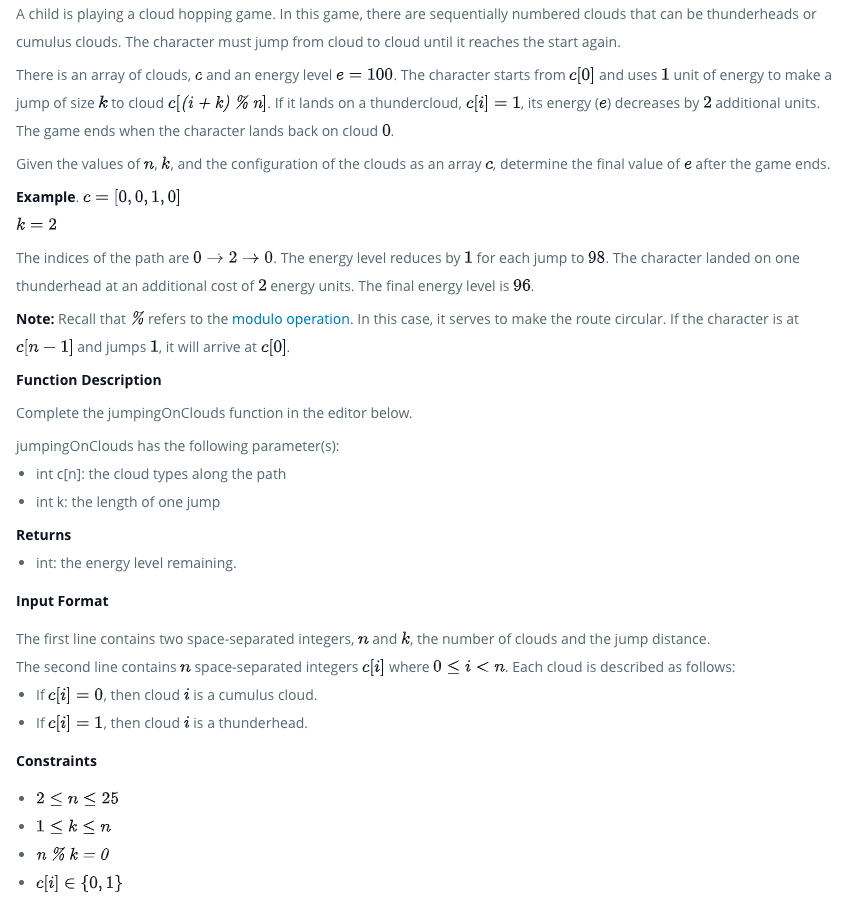 A child is playing a cloud hopping game. In this game, there are sequentially numbered clouds that can be thunderheads or
cumulus clouds. The character must jump from cloud to cloud until it reaches the start again.
There is an array of clouds, c and an energy level e = 100. The character starts from c[0] and uses 1 unit of energy to make a
jump of size k to cloud c[(i + k) % n]. If it lands on a thundercloud, c[i] = 1, its energy (e) decreases by 2 additional units.
The game ends when the character lands back on cloud 0.
Given the values of n, k, and the configuration of the clouds as an array c, determine the final value of e after the game ends.
Example. c = [0, 0, 1, 0]
k = 2
The indices of the path are 0 → 2 → 0. The energy level reduces by 1 for each jump to 98. The character landed on one
thunderhead at an additional cost of 2 energy units. The final energy level is 96.
Note: Recall that % refers to the modulo operation. In this case, it serves to make the route circular. If the character is at
c[n − 1] and jumps 1, it will arrive at c[0].
Function Description
Complete the jumpingOnClouds function in the editor below.
jumpingOnClouds has the following parameter(s):
• int c[n]: the cloud types along the path
• int k: the length of one jump
Returns
• int: the energy level remaining.
Input Format
The first line contains two space-separated integers, n and k, the number of clouds and the jump distance.
The second line contains n space-separated integers c[i] where 0 ≤ i < n. Each cloud is described as follows:
• If c[i] = 0, then cloud i is a cumulus cloud.
• If c[i] = 1, then cloud i is a thunderhead.
Constraints
• 2 ≤ n ≤ 25
• 1 ≤ k ≤ n
• n % k = 0
• c[i] ∈ {0, 1}